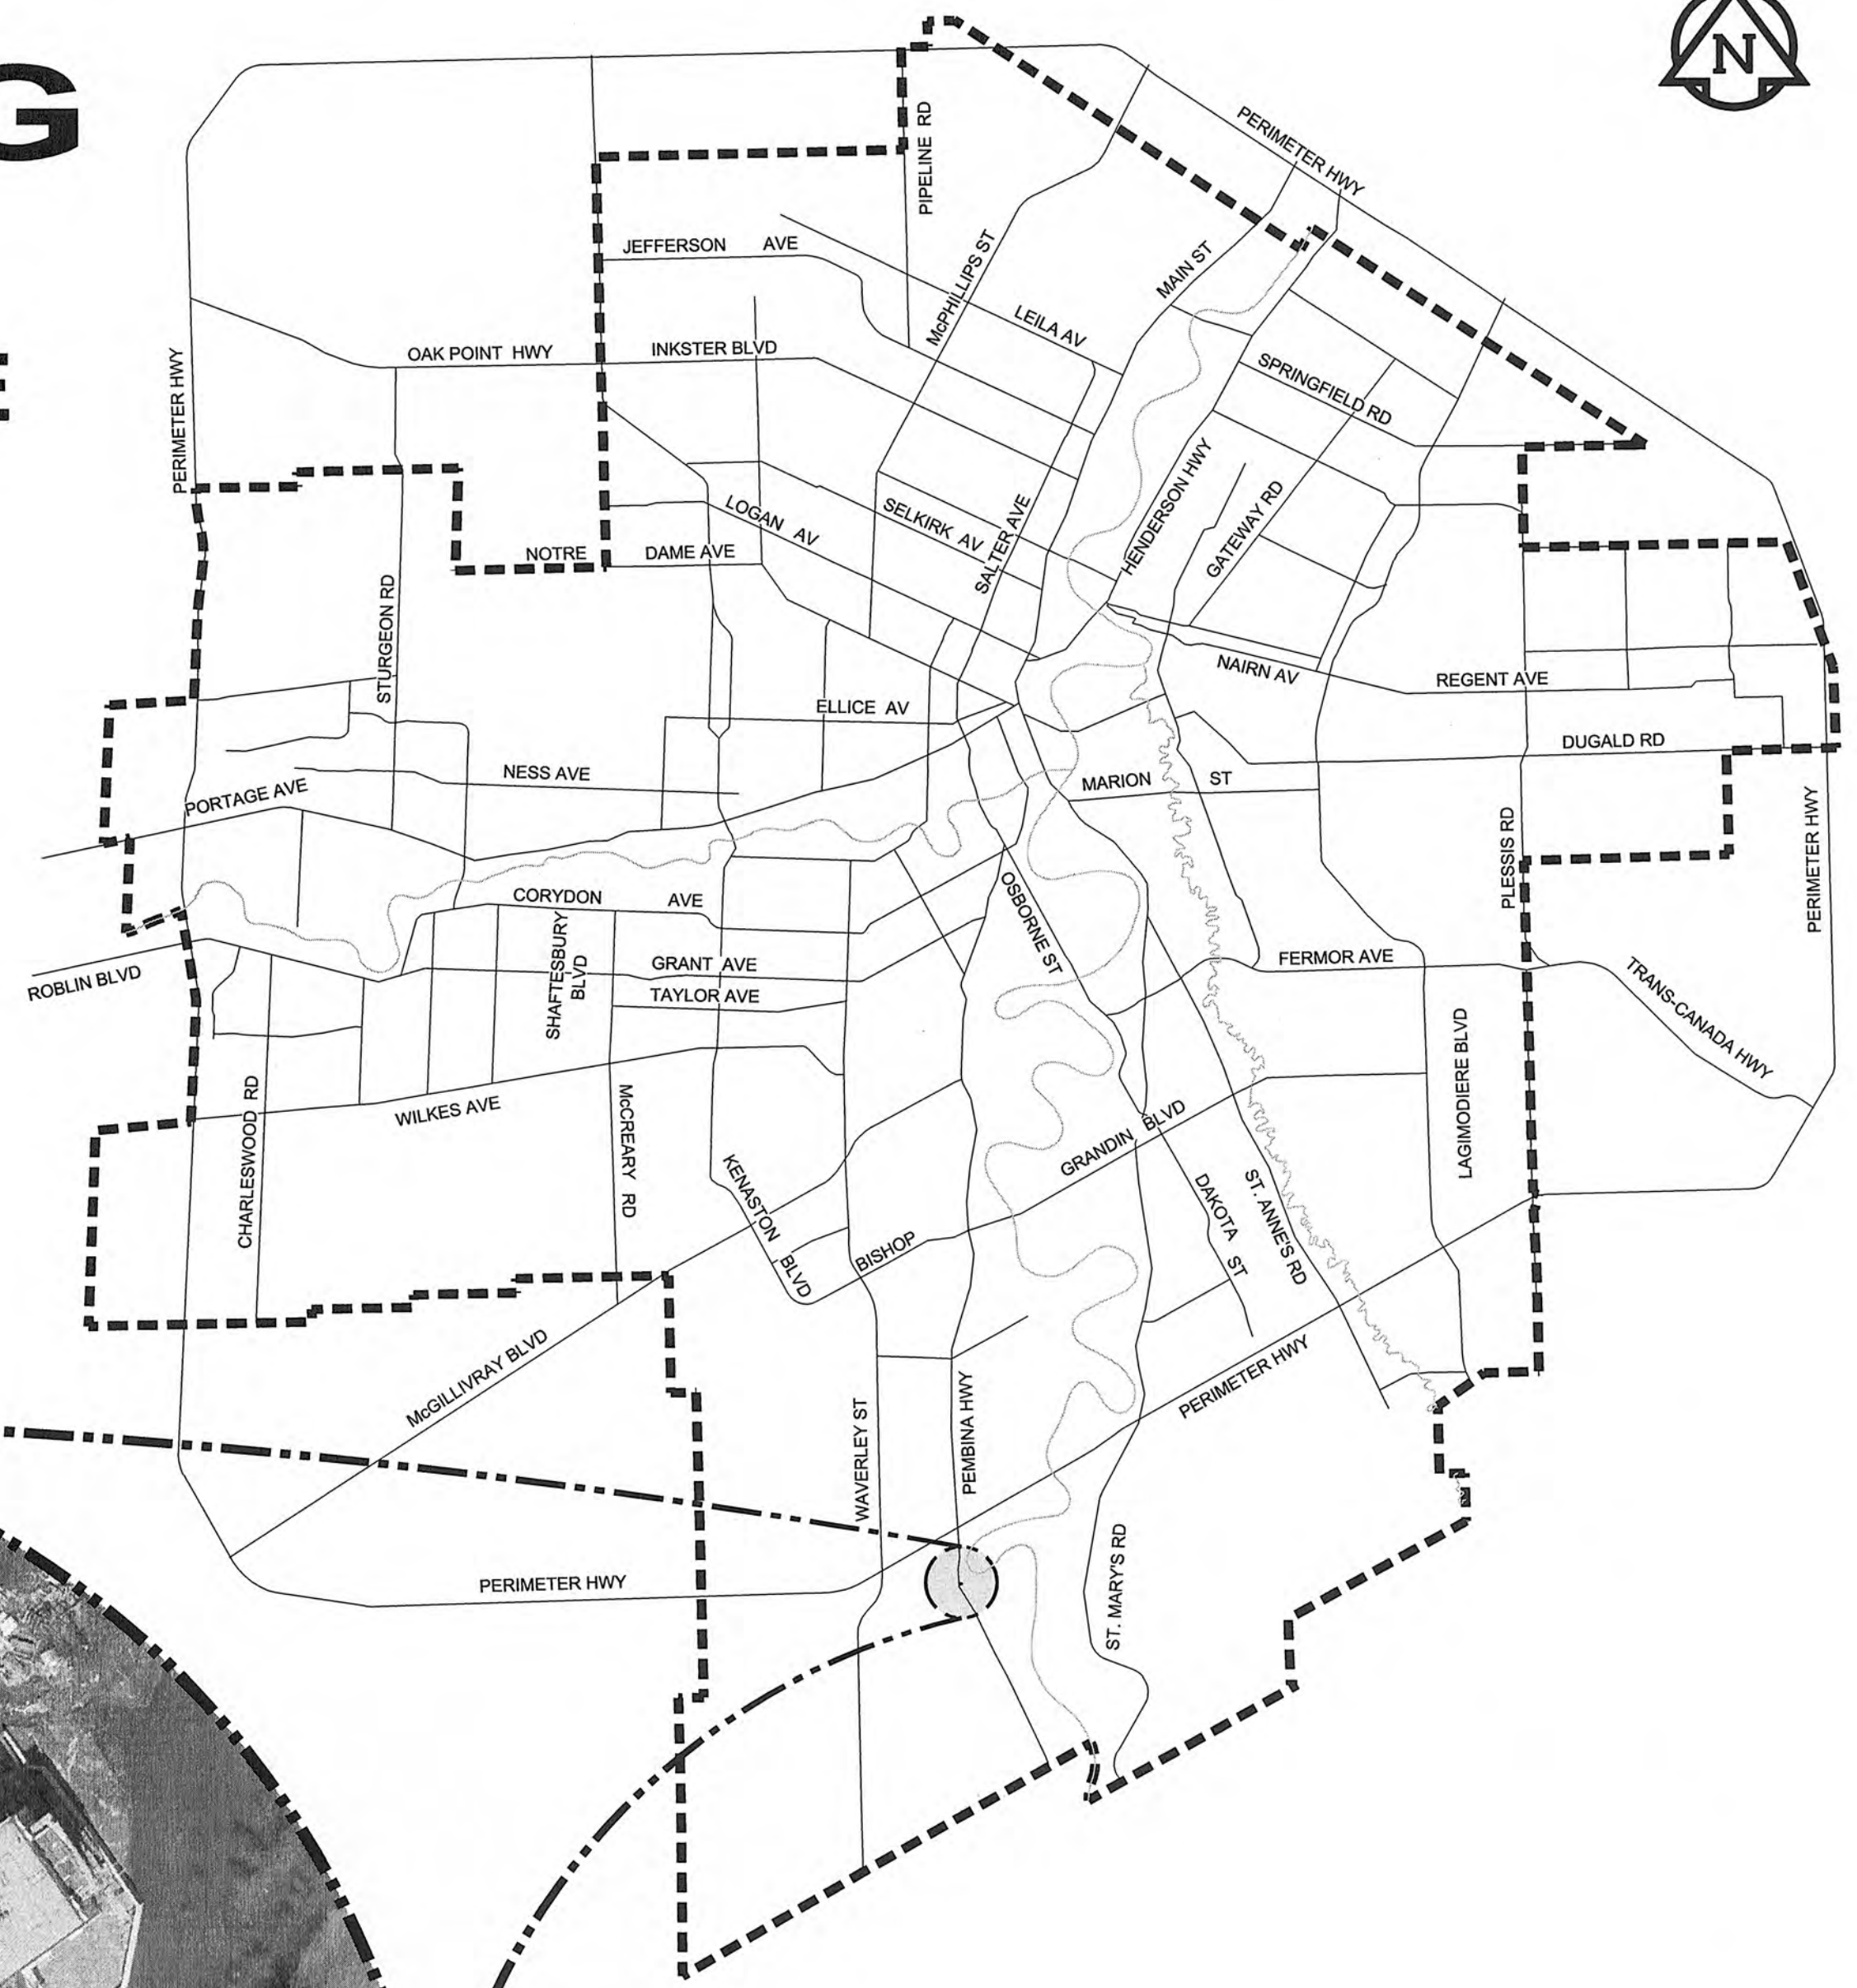 G
N
PERIMETER HWY
PIPELINE RD
JEFFERSON AVE
McPHILLIPS ST
MAIN ST
LEILA AV
OAK POINT HWY
INKSTER BLVD
SPRINGFIELD RD
PERIMETER HWY
HENDERSON HWY
GATEWAY RD
LOGAN AV
SELKIRK AV
SALTER AVE
NOTRE DAME AVE
STURGEON RD
NAIRN AV
REGENT AVE
ELLICE AV
DUGALD RD
NESS AVE
MARION ST
PORTAGE AVE
PLESSIS RD
PERIMETER HWY
CORYDON AVE
OSBORNE ST
SHAFTESBURY
BLVD
GRANT AVE
FERMOR AVE
ROBLIN BLVD
TAYLOR AVE
TRANS-CANADA HWY
LAGIMODIERE BLVD
CHARLESWOOD RD
WILKES AVE
McCREARY RD
GRANDIN BLVD
KENASTON BLVD
DAKOTA ST
ST. ANNE'S RD
BISHOP
McGILLIVRAY BLVD
PERIMETER HWY
WAVERLEY ST
PEMBINA HWY
ST. MARY'S RD
PERIMETER HWY